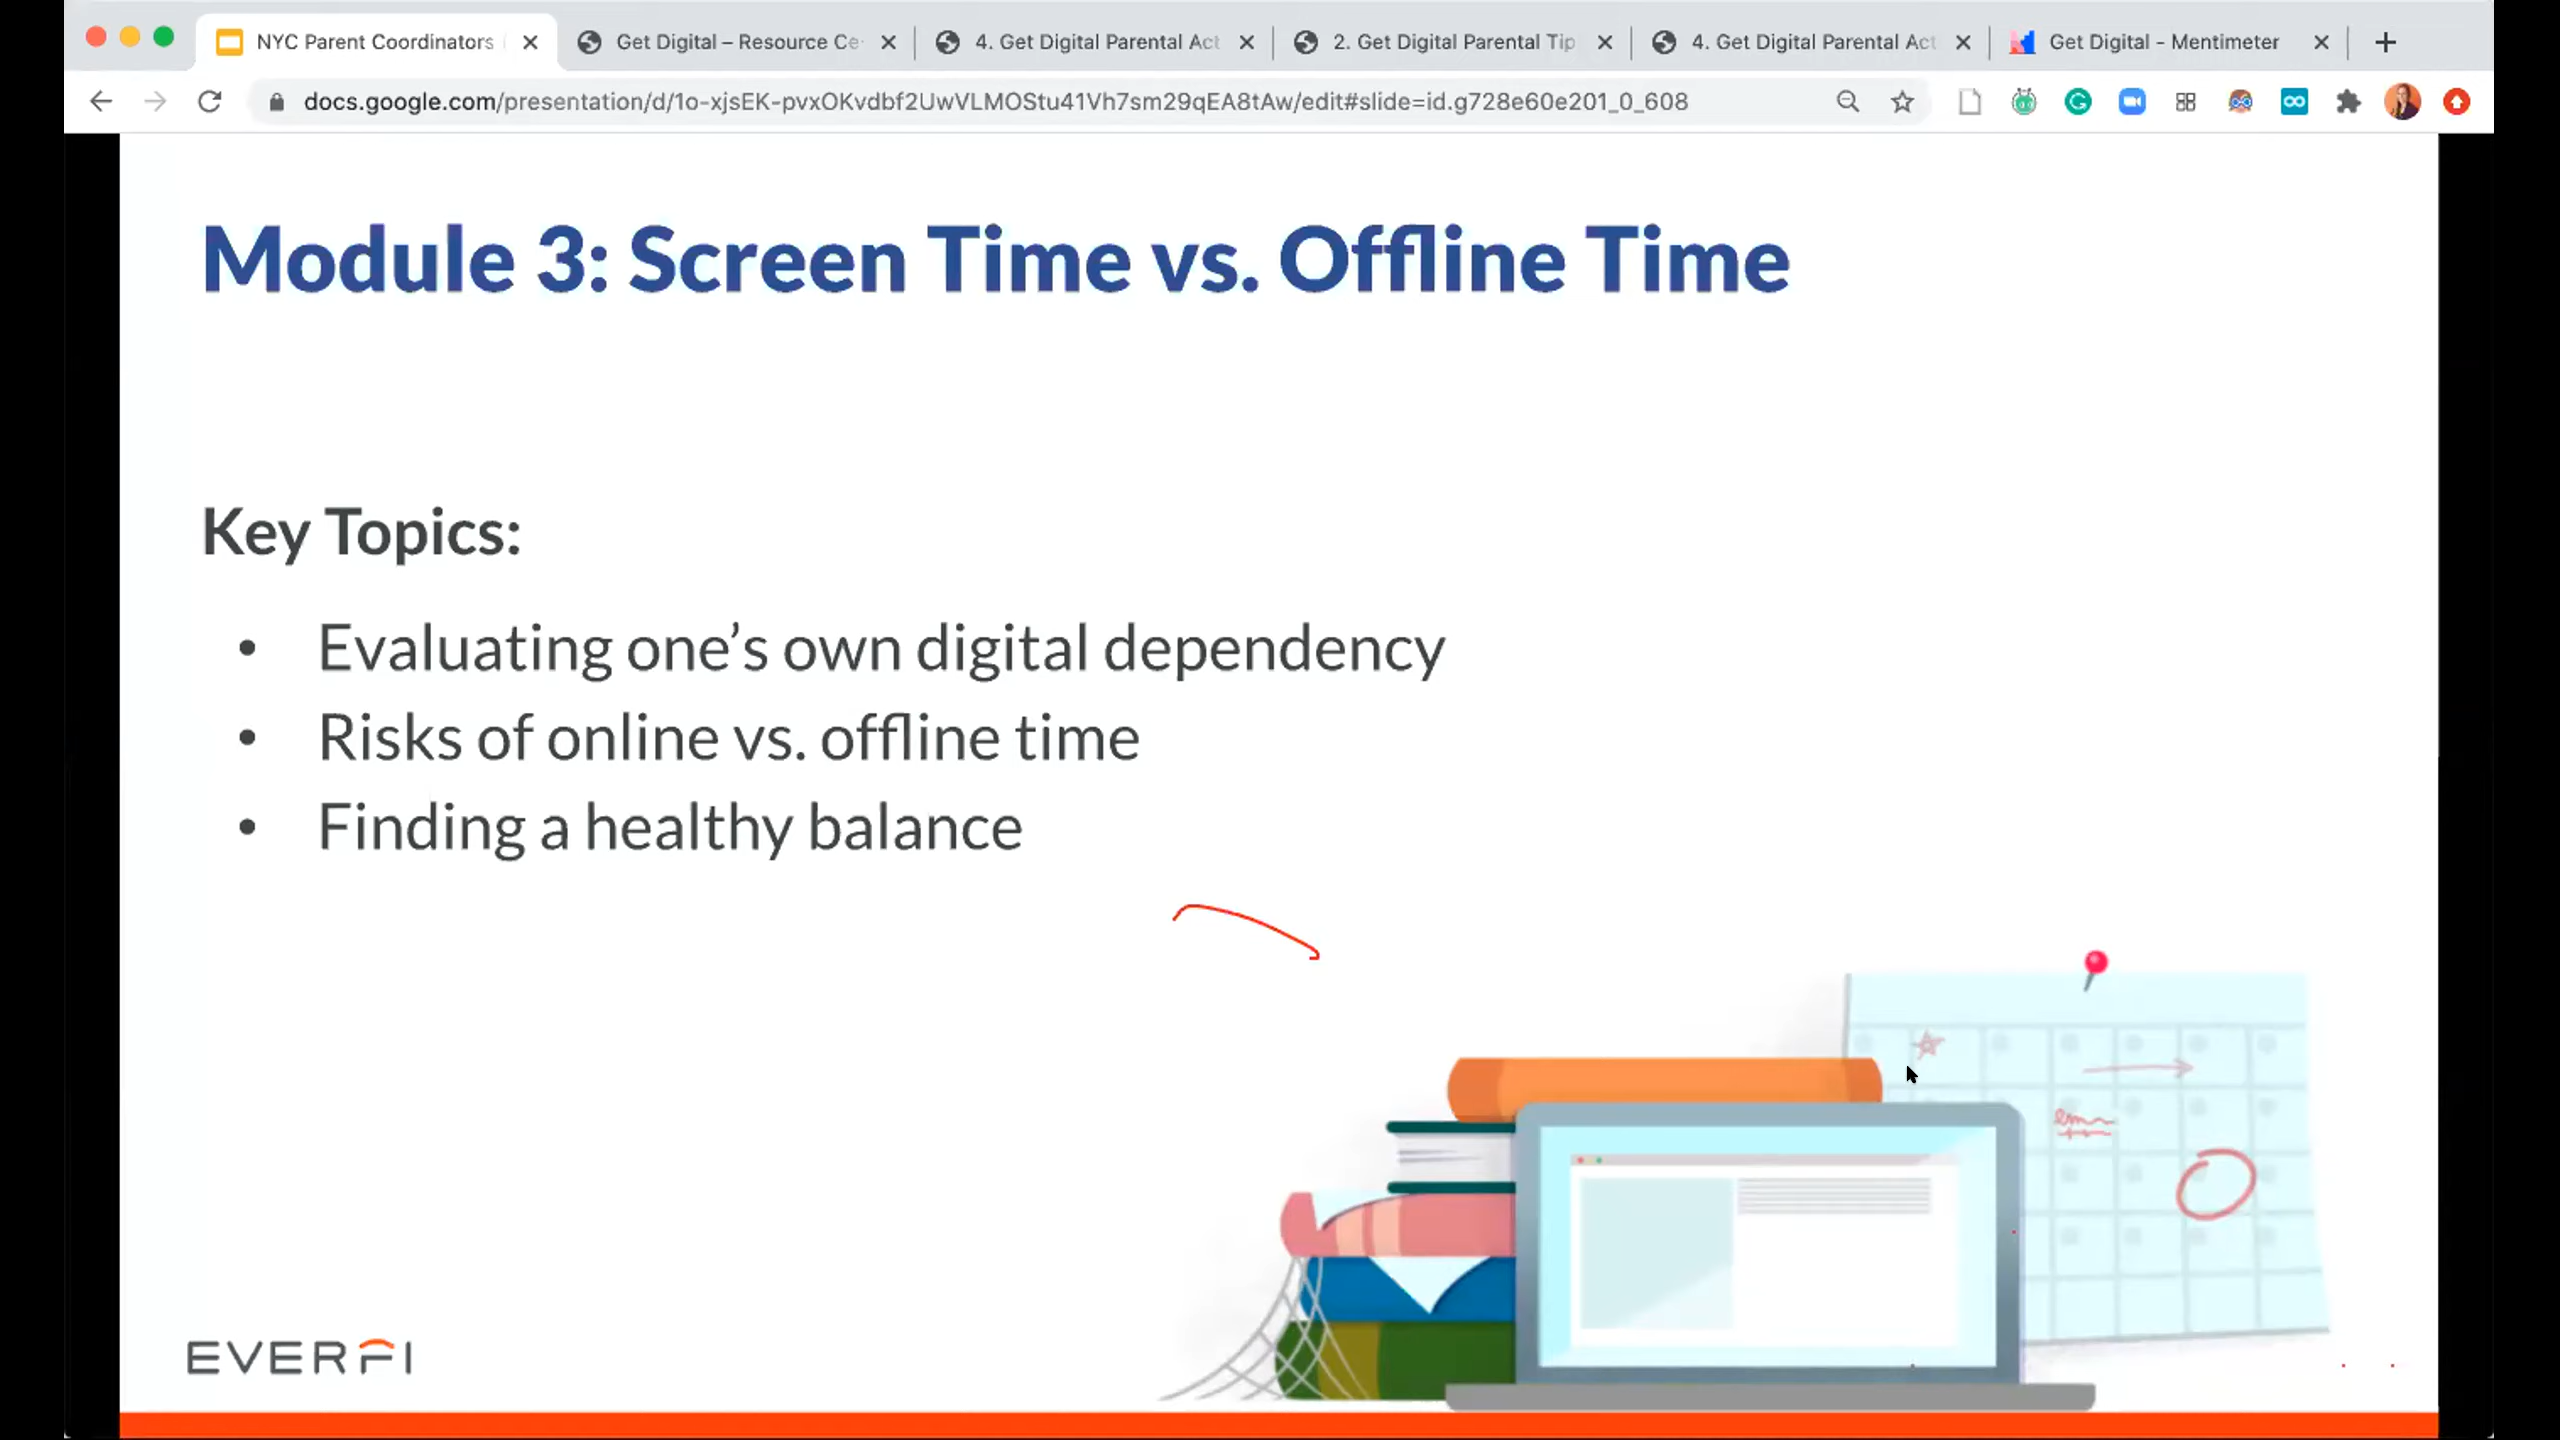 NYC Parent Coordinators
Get Digital – Resource Ce
4. Get Digital Parental Act
2. Get Digital Parental Tip
4. Get Digital Parental Act
Get Digital - Mentimeter
docs.google.com/presentation/d/1o-xjsEK-pvxOKvdbf2UwVLMOStu41Vh7sm29qEA8tAw/edit#slide=id.g728e60e201_0_608
Module 3: Screen Time vs. Offline Time
Key Topics:
• Evaluating one’s own digital dependency
• Risks of online vs. offline time
• Finding a healthy balance
EVERFI